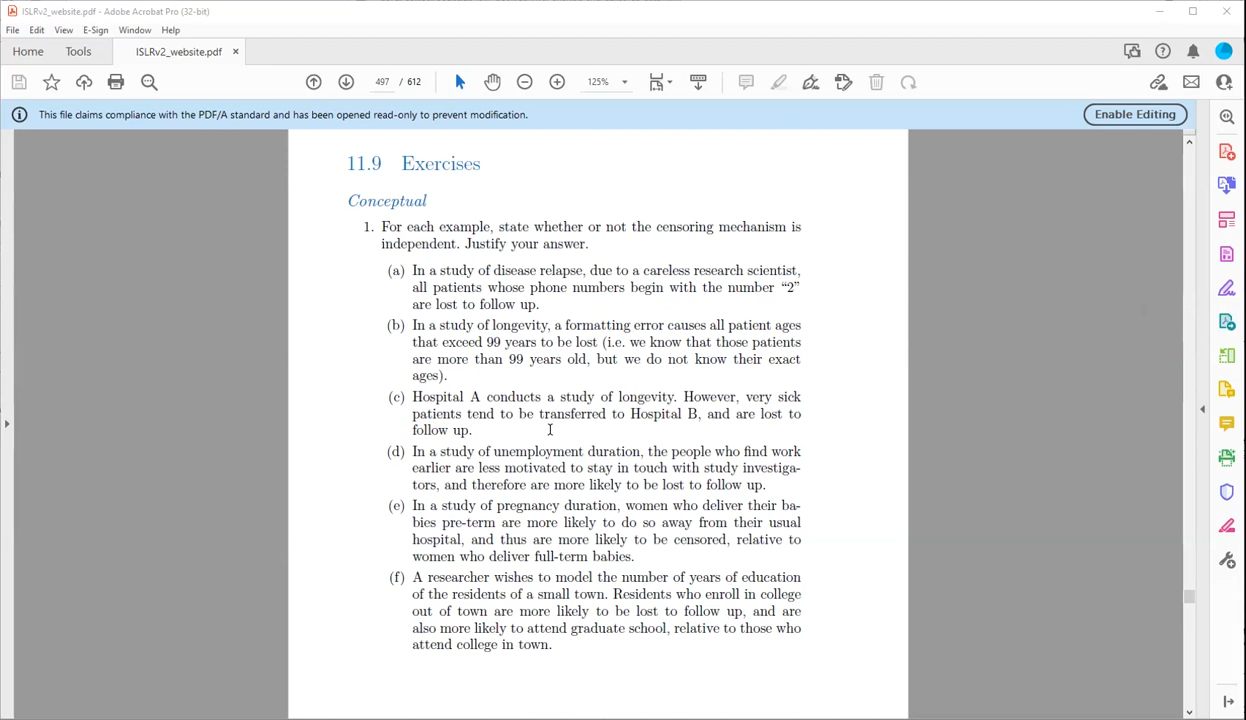 ISLRv2_website.pdf - Adobe Acrobat Pro (32-bit)
File Edit View E-Sign Window Help
Home Tools ISLRv2_website.pdf ×
497 / 612 125%
This file claims compliance with the PDF/A standard and has been opened read-only to prevent modification. Enable Editing
11.9 Exercises
Conceptual
1. For each example, state whether or not the censoring mechanism is
independent. Justify your answer.
(a) In a study of disease relapse, due to a careless research scientist,
all patients whose phone numbers begin with the number “2”
are lost to follow up.
(b) In a study of longevity, a formatting error causes all patient ages
that exceed 99 years to be lost (i.e. we know that those patients
are more than 99 years old, but we do not know their exact
ages).
(c) Hospital A conducts a study of longevity. However, very sick
patients tend to be transferred to Hospital B, and are lost to
follow up.
(d) In a study of unemployment duration, the people who find work
earlier are less motivated to stay in touch with study investiga-
tors, and therefore are more likely to be lost to follow up.
(e) In a study of pregnancy duration, women who deliver their ba-
bies pre-term are more likely to do so away from their usual
hospital, and thus are more likely to be censored, relative to
women who deliver full-term babies.
(f) A researcher wishes to model the number of years of education
of the residents of a small town. Residents who enroll in college
out of town are more likely to be lost to follow up, and are
also more likely to attend graduate school, relative to those who
attend college in town.